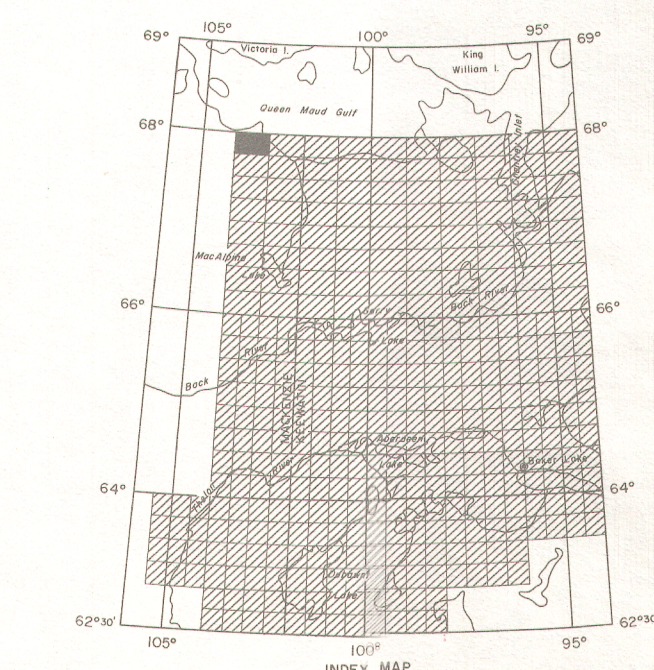 105°
100°
95°
69°
69°
Victoria I.
King
William I.
Queen Maud Gulf
68°
68°
Chantrey Inlet
MacAlpine
Lake
66°
66°
Garry
Lake
Back River
Back River
MACKENZIE
KEEWATIN
Aberdeen
Lake
Baker Lake
Thelon River
64°
64°
Dubawnt
Lake
62°30'
62°30
105°
100°
95°
INDEX MAP